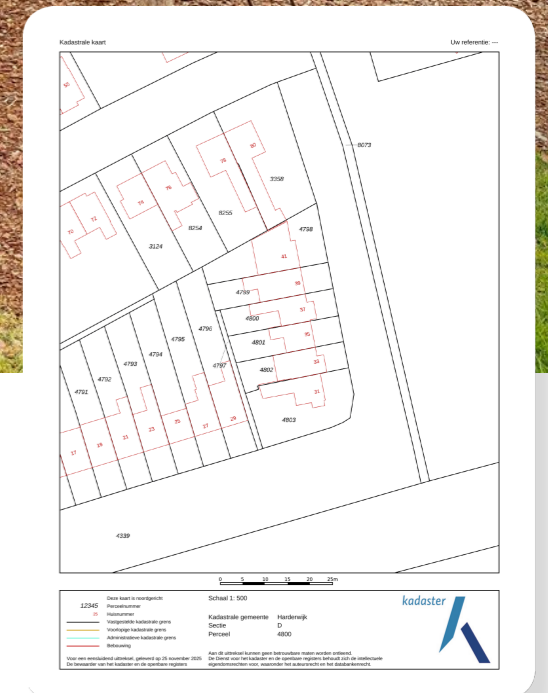 Kadastrale kaart
Uw referentie: —
50
8073
80
78
3358
76
74
8255
72
70
8254
4798
3124
41
39
4799
37
4800
4796
4795
35
4801
4794
4793
33
4797
4802
4792
4791
31
29
4803
27
25
23
21
19
17
4339
0 5 10 15 20 25m
Deze kaart is noordgericht
12345 Perceelnummer
25 Huisnummer
Vastgestelde kadastrale grens
Voorlopige kadastrale grens
Administratieve kadastrale grens
Bebouwing
Voor een eensluidend uittreksel, geleverd op 25 november 2025
De bewaarder van het kadaster en de openbare registers
Schaal 1: 500
Kadastrale gemeente Harderwijk
Sectie D
Perceel 4800
Aan dit uittreksel kunnen geen betrouwbare maten worden ontleend.
De Dienst voor het kadaster en de openbare registers behoudt zich de intellectuele
eigendomsrechten voor, waaronder het auteursrecht en het databankenrecht.
kadaster